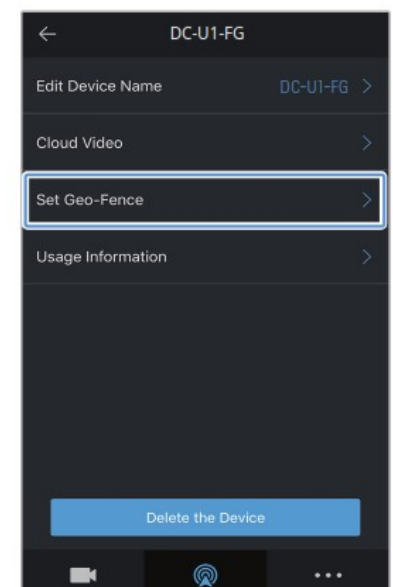 DC-U1-FG
Edit Device Name DC-U1-FG
Cloud Video
Set Geo-Fence
Usage Information
Delete the Device